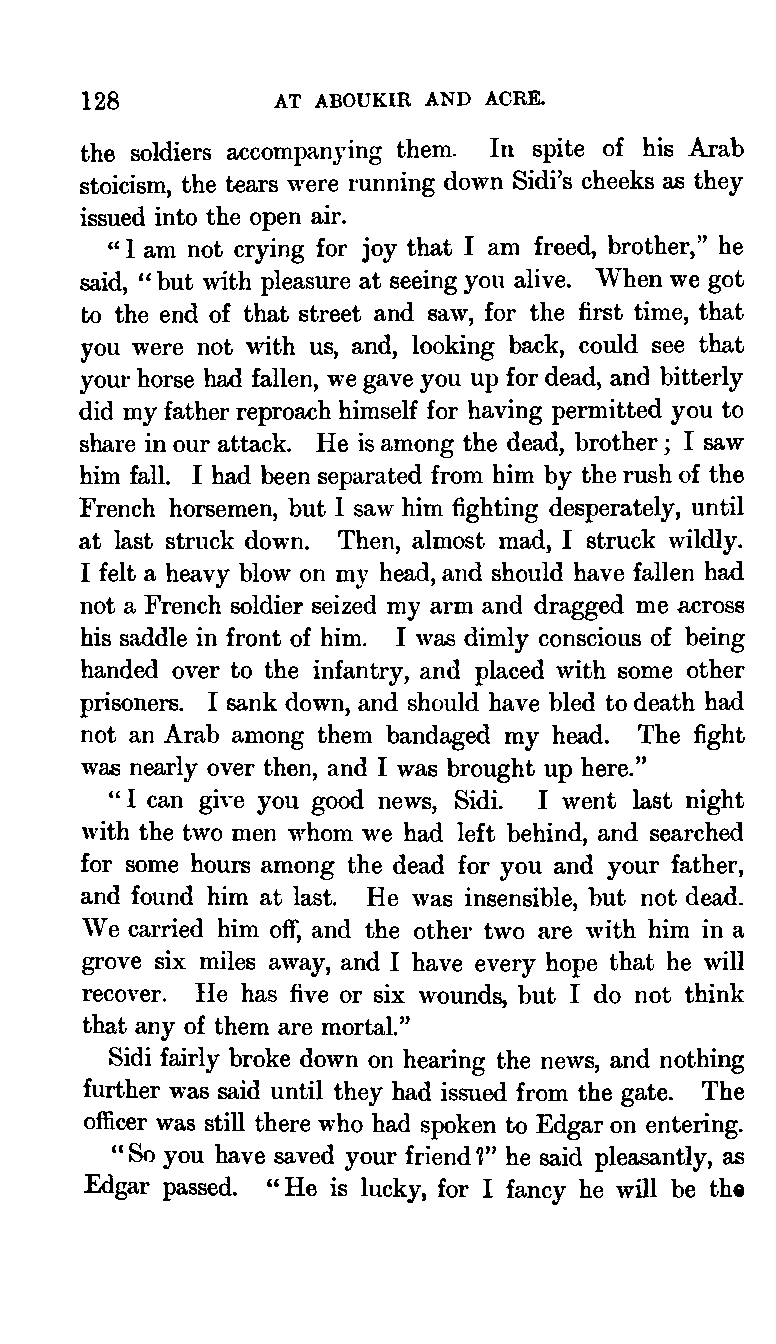 128 AT ABOUKIR AND ACRE.
the soldiers accompanying them. In spite of his Arab
stoicism, the tears were running down Sidi's cheeks as they
issued into the open air.
"I am not crying for joy that I am freed, brother," he
said, "but with pleasure at seeing you alive. When we got
to the end of that street and saw, for the first time, that
you were not with us, and, looking back, could see that
your horse had fallen, we gave you up for dead, and bitterly
did my father reproach himself for having permitted you to
share in our attack. He is among the dead, brother; I saw
him fall. I had been separated from him by the rush of the
French horsemen, but I saw him fighting desperately, until
at last struck down. Then, almost mad, I struck wildly.
I felt a heavy blow on my head, and should have fallen had
not a French soldier seized my arm and dragged me across
his saddle in front of him. I was dimly conscious of being
handed over to the infantry, and placed with some other
prisoners. I sank down, and should have bled to death had
not an Arab among them bandaged my head. The fight
was nearly over then, and I was brought up here."
"I can give you good news, Sidi. I went last night
with the two men whom we had left behind, and searched
for some hours among the dead for you and your father,
and found him at last. He was insensible, but not dead.
We carried him off, and the other two are with him in a
grove six miles away, and I have every hope that he will
recover. He has five or six wounds, but I do not think
that any of them are mortal."
Sidi fairly broke down on hearing the news, and nothing
further was said until they had issued from the gate. The
officer was still there who had spoken to Edgar on entering.
"So you have saved your friend?" he said pleasantly, as
Edgar passed. "He is lucky, for I fancy he will be the